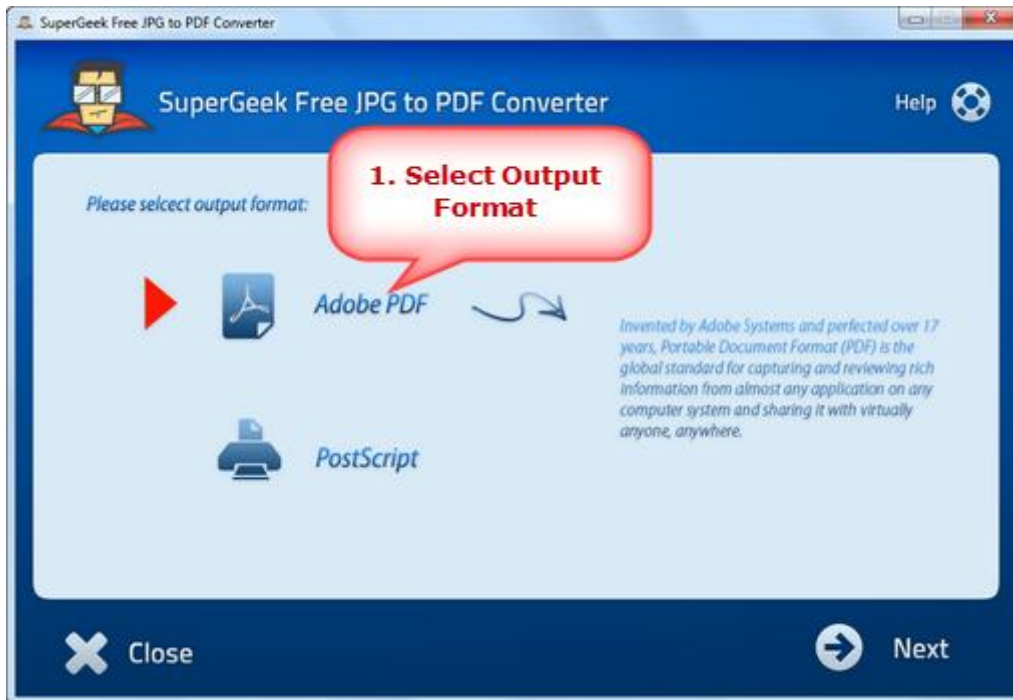 SuperGeek Free JPG to PDF Converter
SuperGeek Free JPG to PDF Converter
Help
1. Select Output
Format
Please selcect output format:
Adobe PDF
Invented by Adobe Systems and perfected over 17
years, Portable Document Format (PDF) is the
global standard for capturing and reviewing rich
information from almost any application on any
computer system and sharing it with virtually
anyone, anywhere.
PostScript
Close
Next